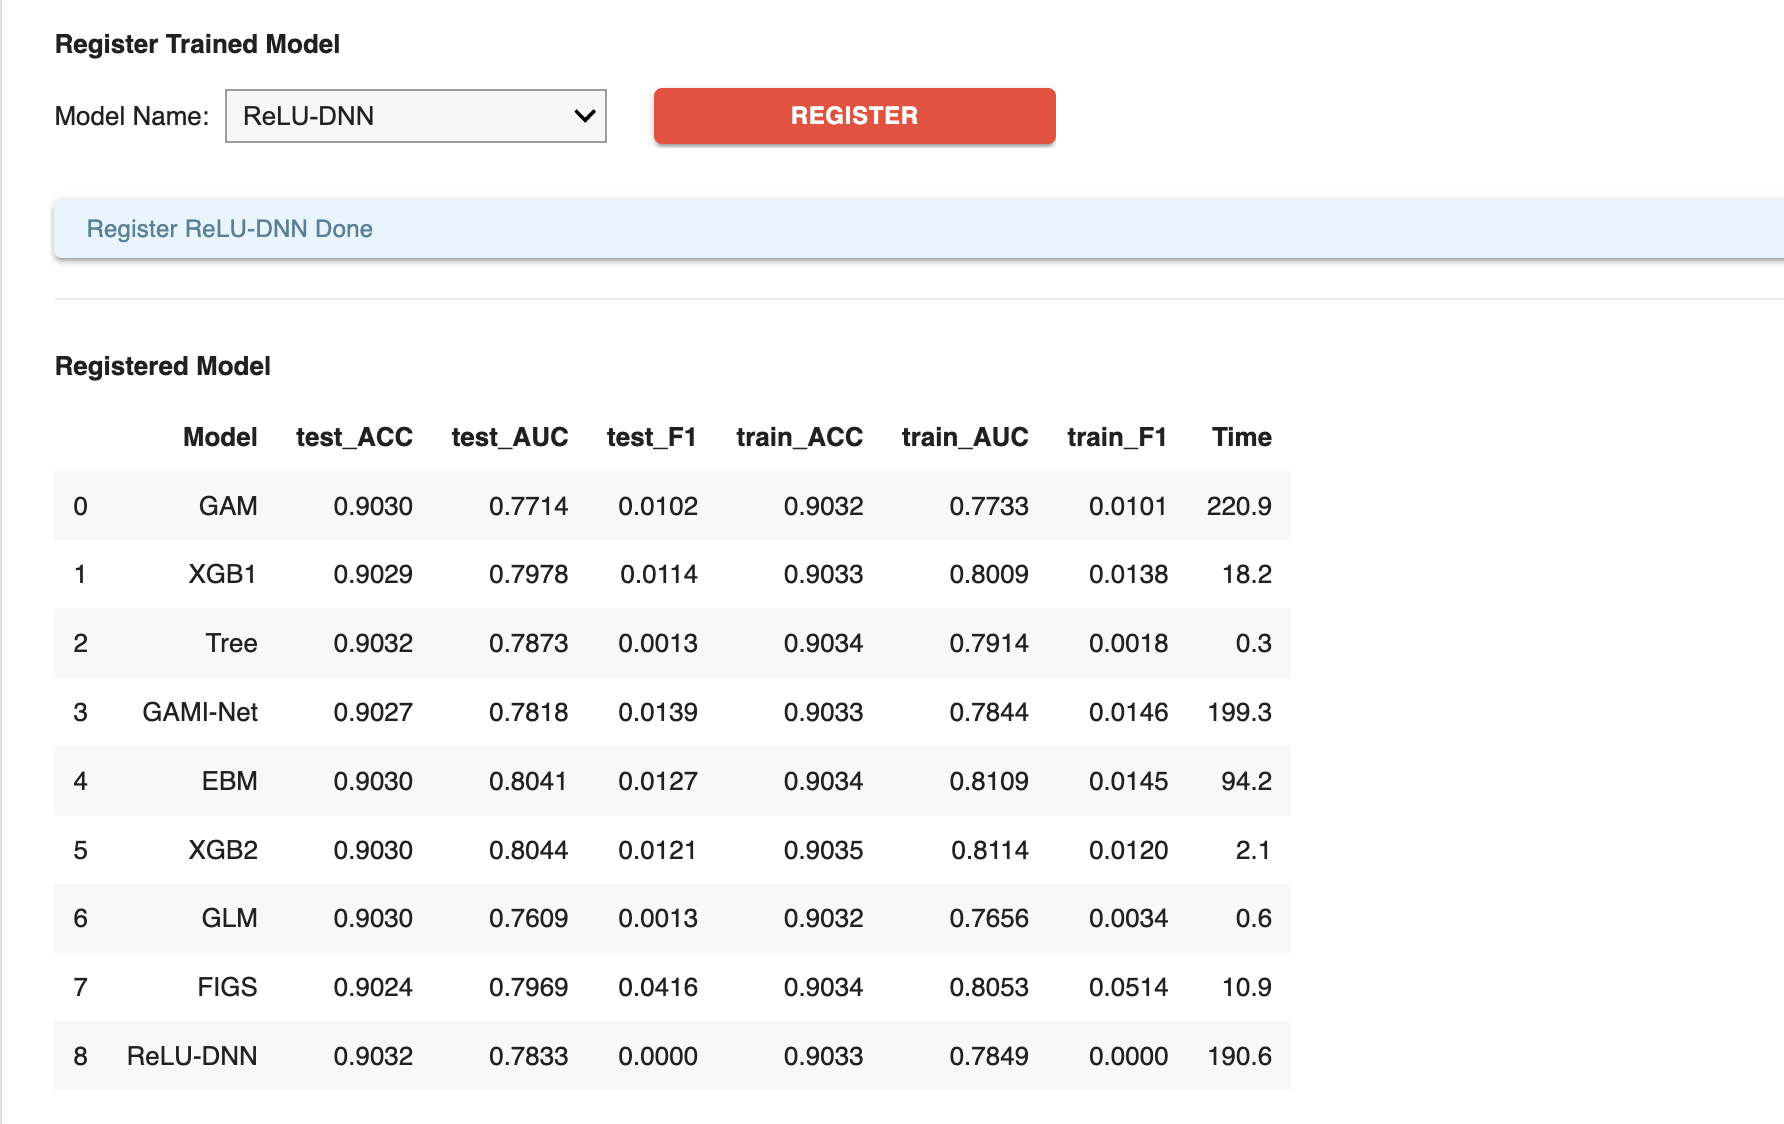 Register Trained Model
Model Name: ReLU-DNN REGISTER
Register ReLU-DNN Done
Registered Model
Model test_ACC test_AUC test_F1 train_ACC train_AUC train_F1 Time
0 GAM 0.9030 0.7714 0.0102 0.9032 0.7733 0.0101 220.9
1 XGB1 0.9029 0.7978 0.0114 0.9033 0.8009 0.0138 18.2
2 Tree 0.9032 0.7873 0.0013 0.9034 0.7914 0.0018 0.3
3 GAMI-Net 0.9027 0.7818 0.0139 0.9033 0.7844 0.0146 199.3
4 EBM 0.9030 0.8041 0.0127 0.9034 0.8109 0.0145 94.2
5 XGB2 0.9030 0.8044 0.0121 0.9035 0.8114 0.0120 2.1
6 GLM 0.9030 0.7609 0.0013 0.9032 0.7656 0.0034 0.6
7 FIGS 0.9024 0.7969 0.0416 0.9034 0.8053 0.0514 10.9
8 ReLU-DNN 0.9032 0.7833 0.0000 0.9033 0.7849 0.0000 190.6